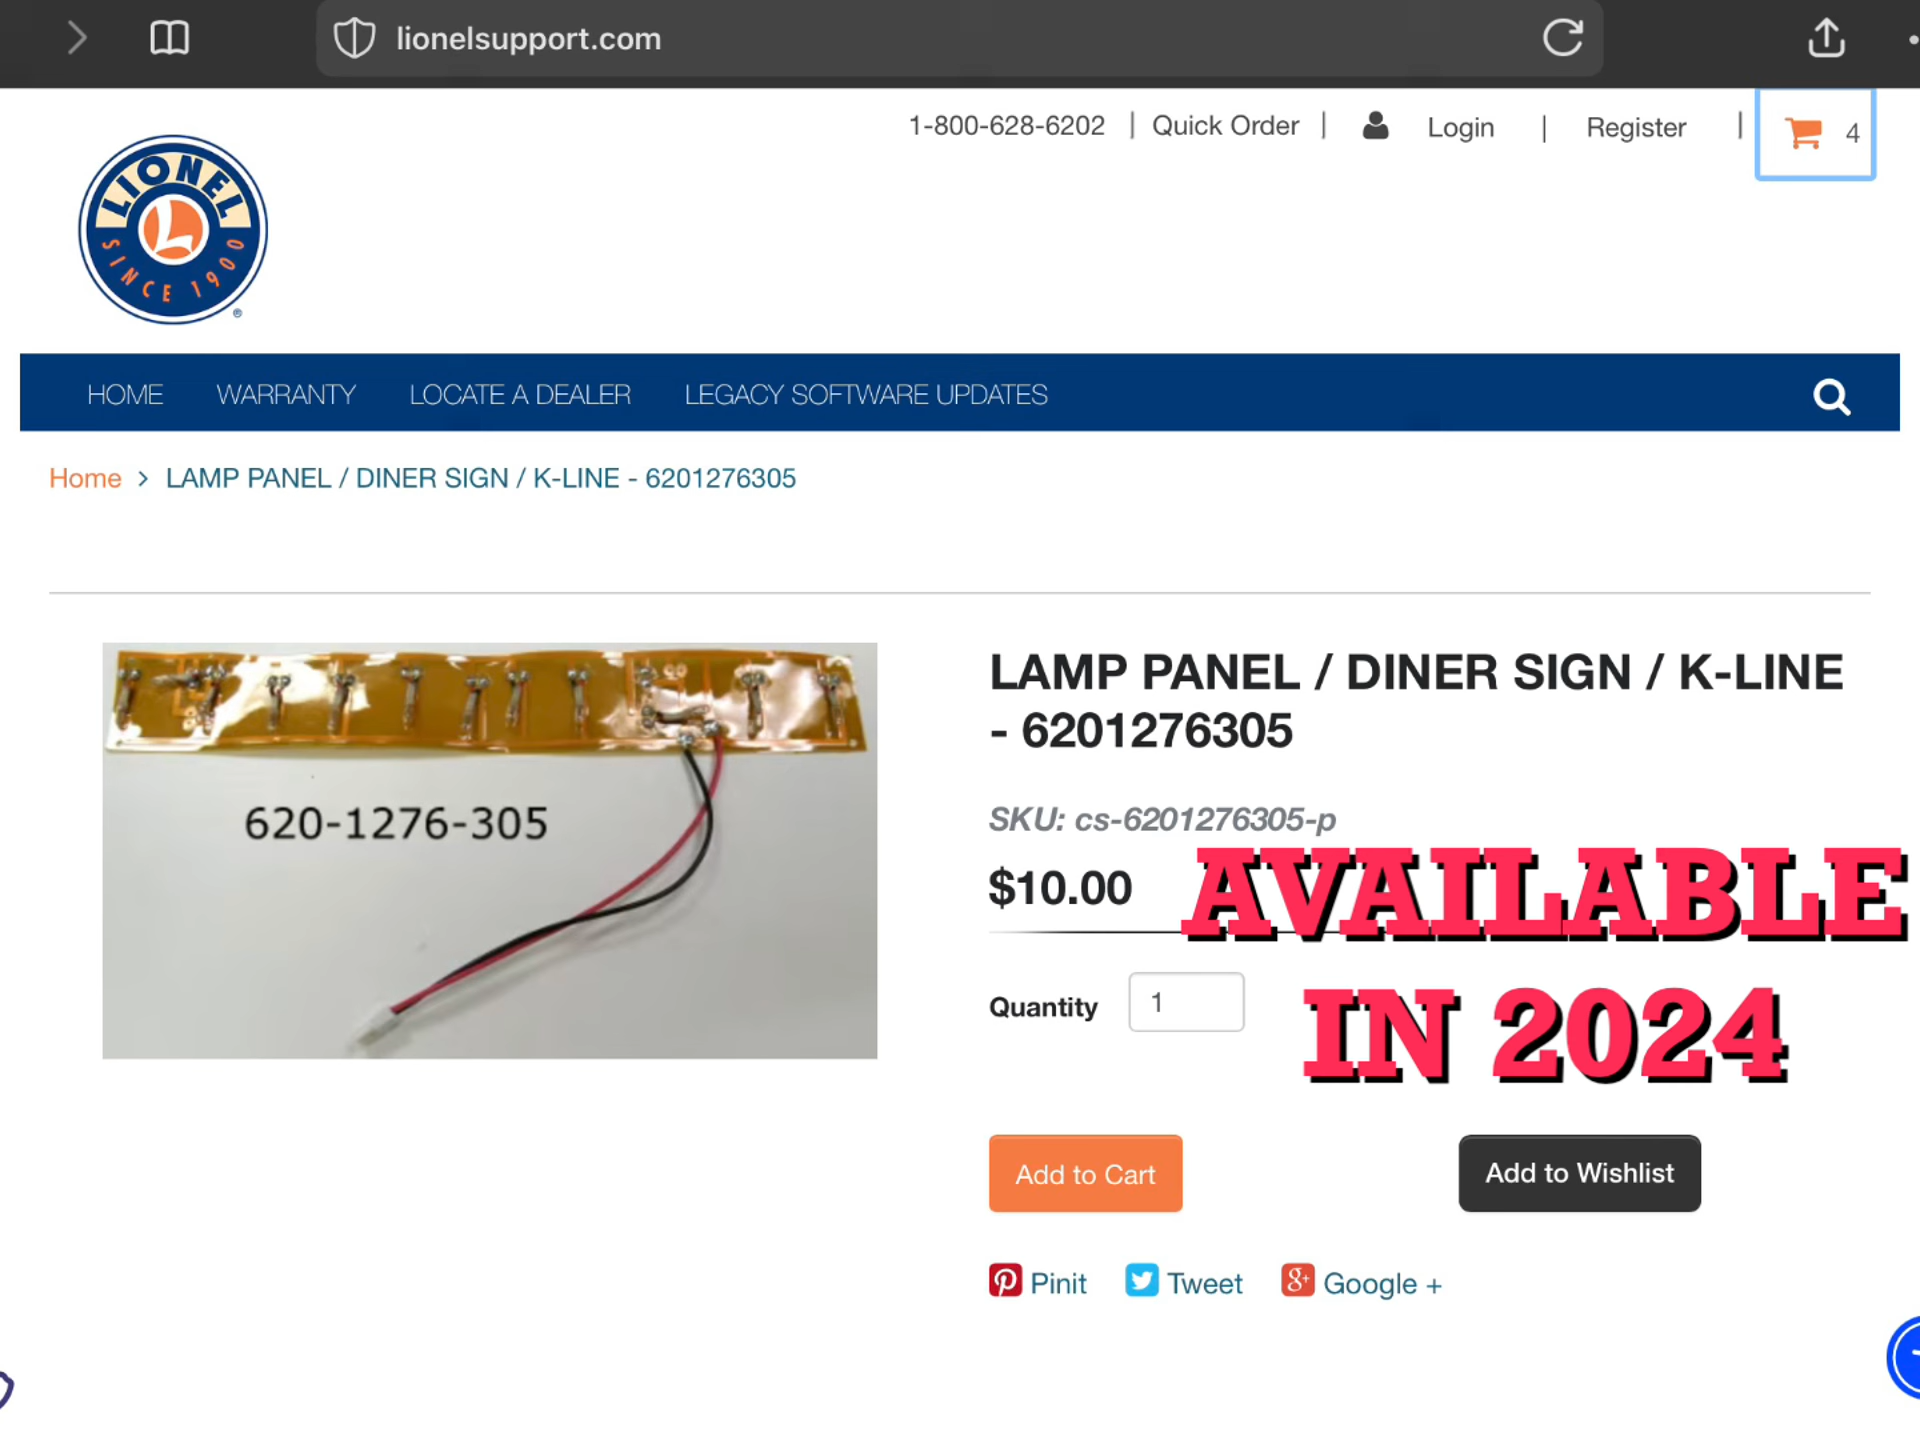 lionelsupport.com
1-800-628-6202 | Quick Order | Login | Register | 4
LIONEL
L
SINCE 1900
®
HOME WARRANTY LOCATE A DEALER LEGACY SOFTWARE UPDATES
Home > LAMP PANEL / DINER SIGN / K-LINE - 6201276305
620-1276-305
LAMP PANEL / DINER SIGN / K-LINE
- 6201276305
SKU: cs-6201276305-p
$10.00
AVAILABLE
IN 2024
Quantity 1
Add to Cart Add to Wishlist
Pinit Tweet g+ Google +